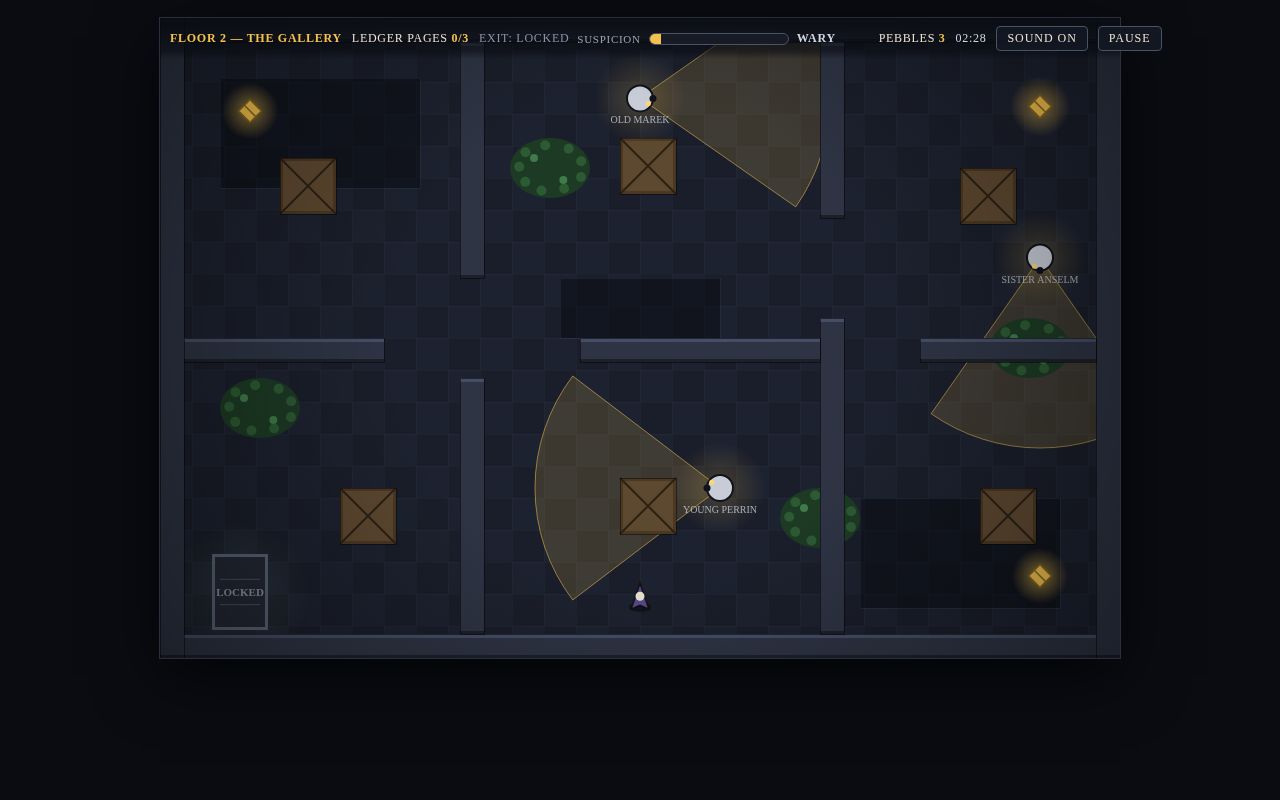 FLOOR 2 — THE GALLERY LEDGER PAGES 0/3 EXIT: LOCKED SUSPICION WARY PEBBLES 3 02:28 SOUND ON PAUSE
OLD MAREK
SISTER ANSELM
YOUNG PERRIN
LOCKED